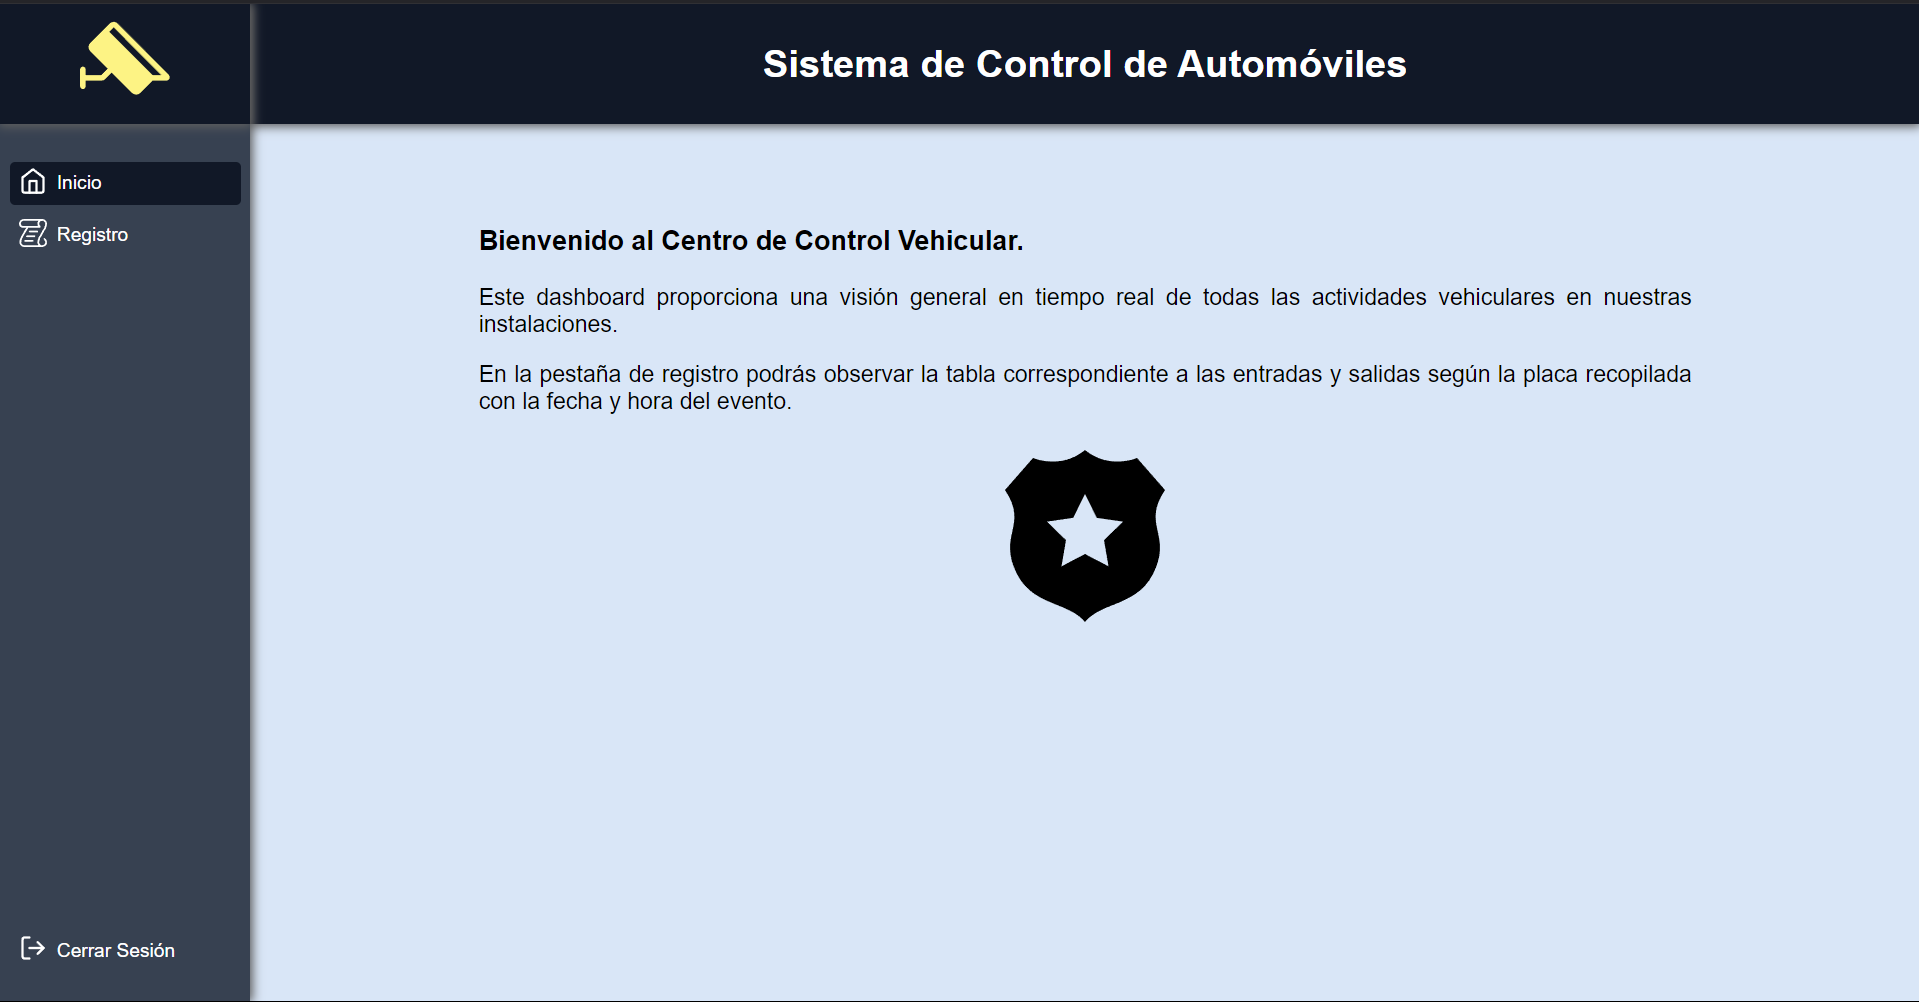 Sistema de Control de Automóviles
Inicio
Registro
Bienvenido al Centro de Control Vehicular.
Este dashboard proporciona una visión general en tiempo real de todas las actividades vehiculares en nuestras
instalaciones.
En la pestaña de registro podrás observar la tabla correspondiente a las entradas y salidas según la placa recopilada
con la fecha y hora del evento.
Cerrar Sesión